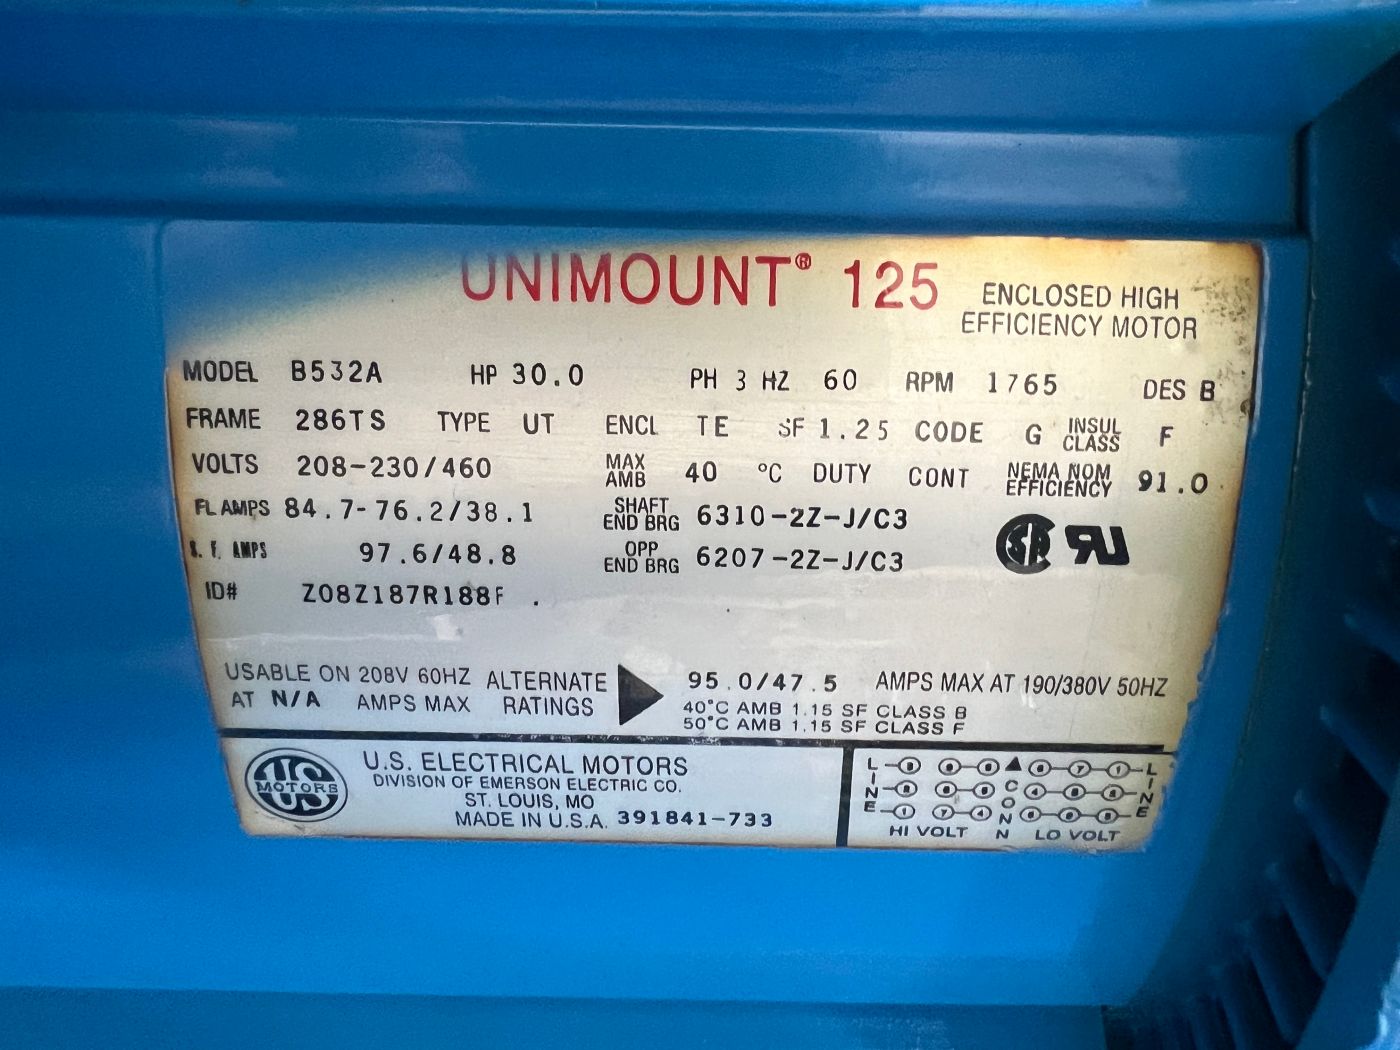 UNIMOUNT® 125
ENCLOSED HIGH
EFFICIENCY MOTOR
MODEL B532A HP 30.0 PH 3 HZ 60 RPM 1765 DES B
FRAME 286TS TYPE UT ENCL TE SF 1.25 CODE G INSUL CLASS F
VOLTS 208-230/460 MAX AMB 40 °C DUTY CONT NEMA NOM EFFICIENCY 91.0
FL AMPS 84.7-76.2/38.1 SHAFT END BRG 6310-2Z-J/C3
S. F. AMPS 97.6/48.8 OPP END BRG 6207-2Z-J/C3
ID# Z08Z187R188F .
USABLE ON 208V 60HZ
AT N/A AMPS MAX
ALTERNATE
RATINGS
95.0/47.5 AMPS MAX AT 190/380V 50HZ
40°C AMB 1.15 SF CLASS B
50°C AMB 1.15 SF CLASS F
US
MOTORS
U.S. ELECTRICAL MOTORS
DIVISION OF EMERSON ELECTRIC CO.
ST. LOUIS, MO
MADE IN U.S.A. 391841-733
LINE
CONN
LINE
HI VOLT
LO VOLT